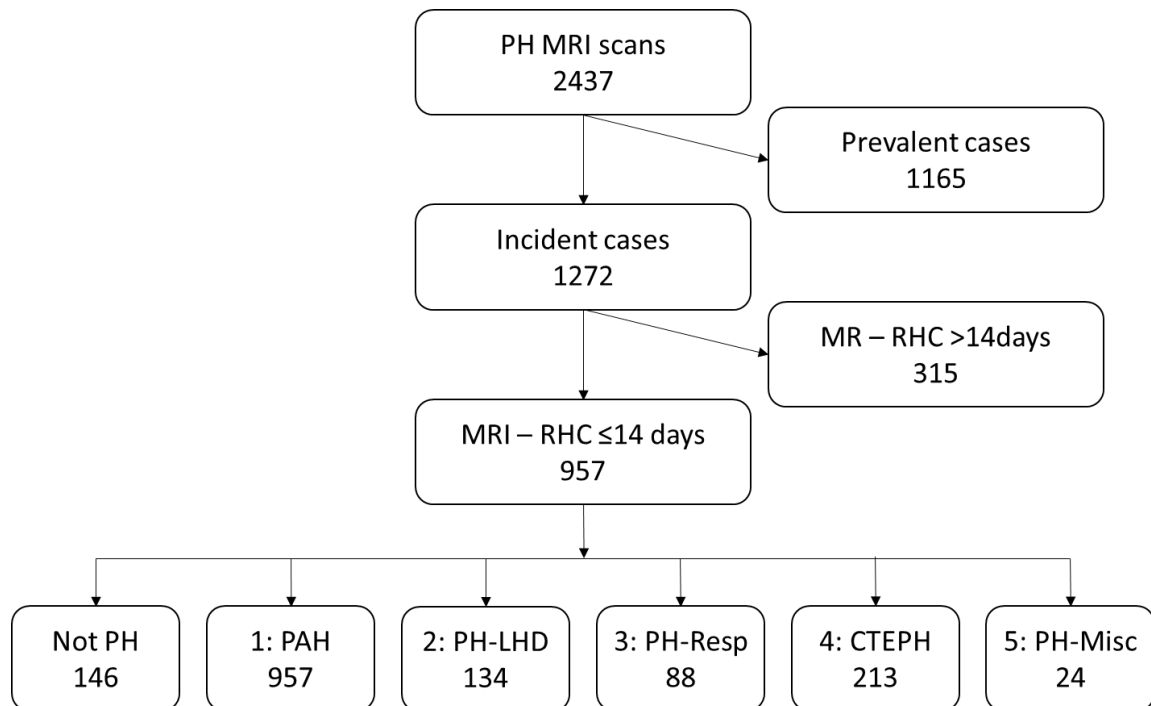 PH MRI scans
2437
Prevalent cases
1165
Incident cases
1272
MR – RHC >14days
315
MRI – RHC ≤14 days
957
Not PH
146
1: PAH
957
2: PH-LHD
134
3: PH-Resp
88
4: CTEPH
213
5: PH-Misc
24